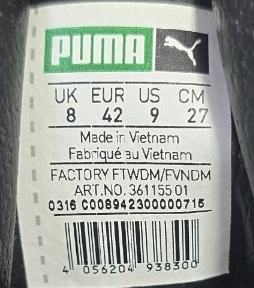 PUMA
UK EUR US CM
8 42 9 27
Made in Vietnam
Fabriqué au Vietnam
FACTORY FTWDM/FVNDM
ART.NO. 361155 01
0316 C008942300000715
4 056204 938300